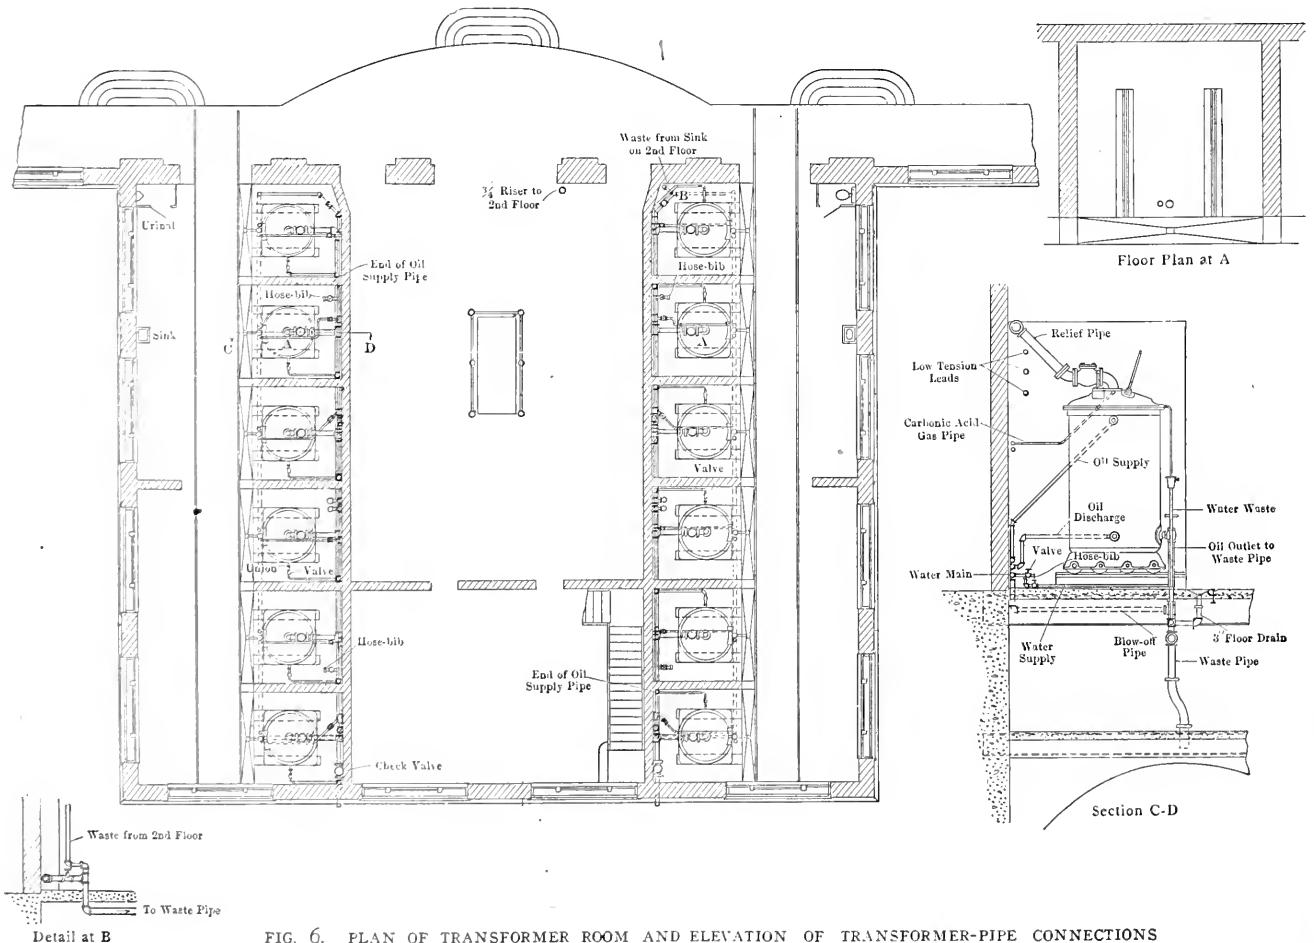 Waste from Sink
on 2nd Floor
3/4 Riser to
2nd Floor
B
Urinal
End of Oil
Supply Pipe
Hose-bib
Hose-bib
Sink
C
A
D
A
Valve
Union
Valve
Hose-bib
End of Oil
Supply Pipe
Check Valve
Floor Plan at A
Relief Pipe
Low Tension
Leads
Carbonic Acid
Gas Pipe
Oil Supply
Oil
Discharge
Water Waste
Valve
Hose-bib
Oil Outlet to
Waste Pipe
Water Main
Water
Supply
Blow-off
Pipe
3" Floor Drain
Waste Pipe
Section C-D
Waste from 2nd Floor
To Waste Pipe
Detail at B
FIG. 6. PLAN OF TRANSFORMER ROOM AND ELEVATION OF TRANSFORMER-PIPE CONNECTIONS